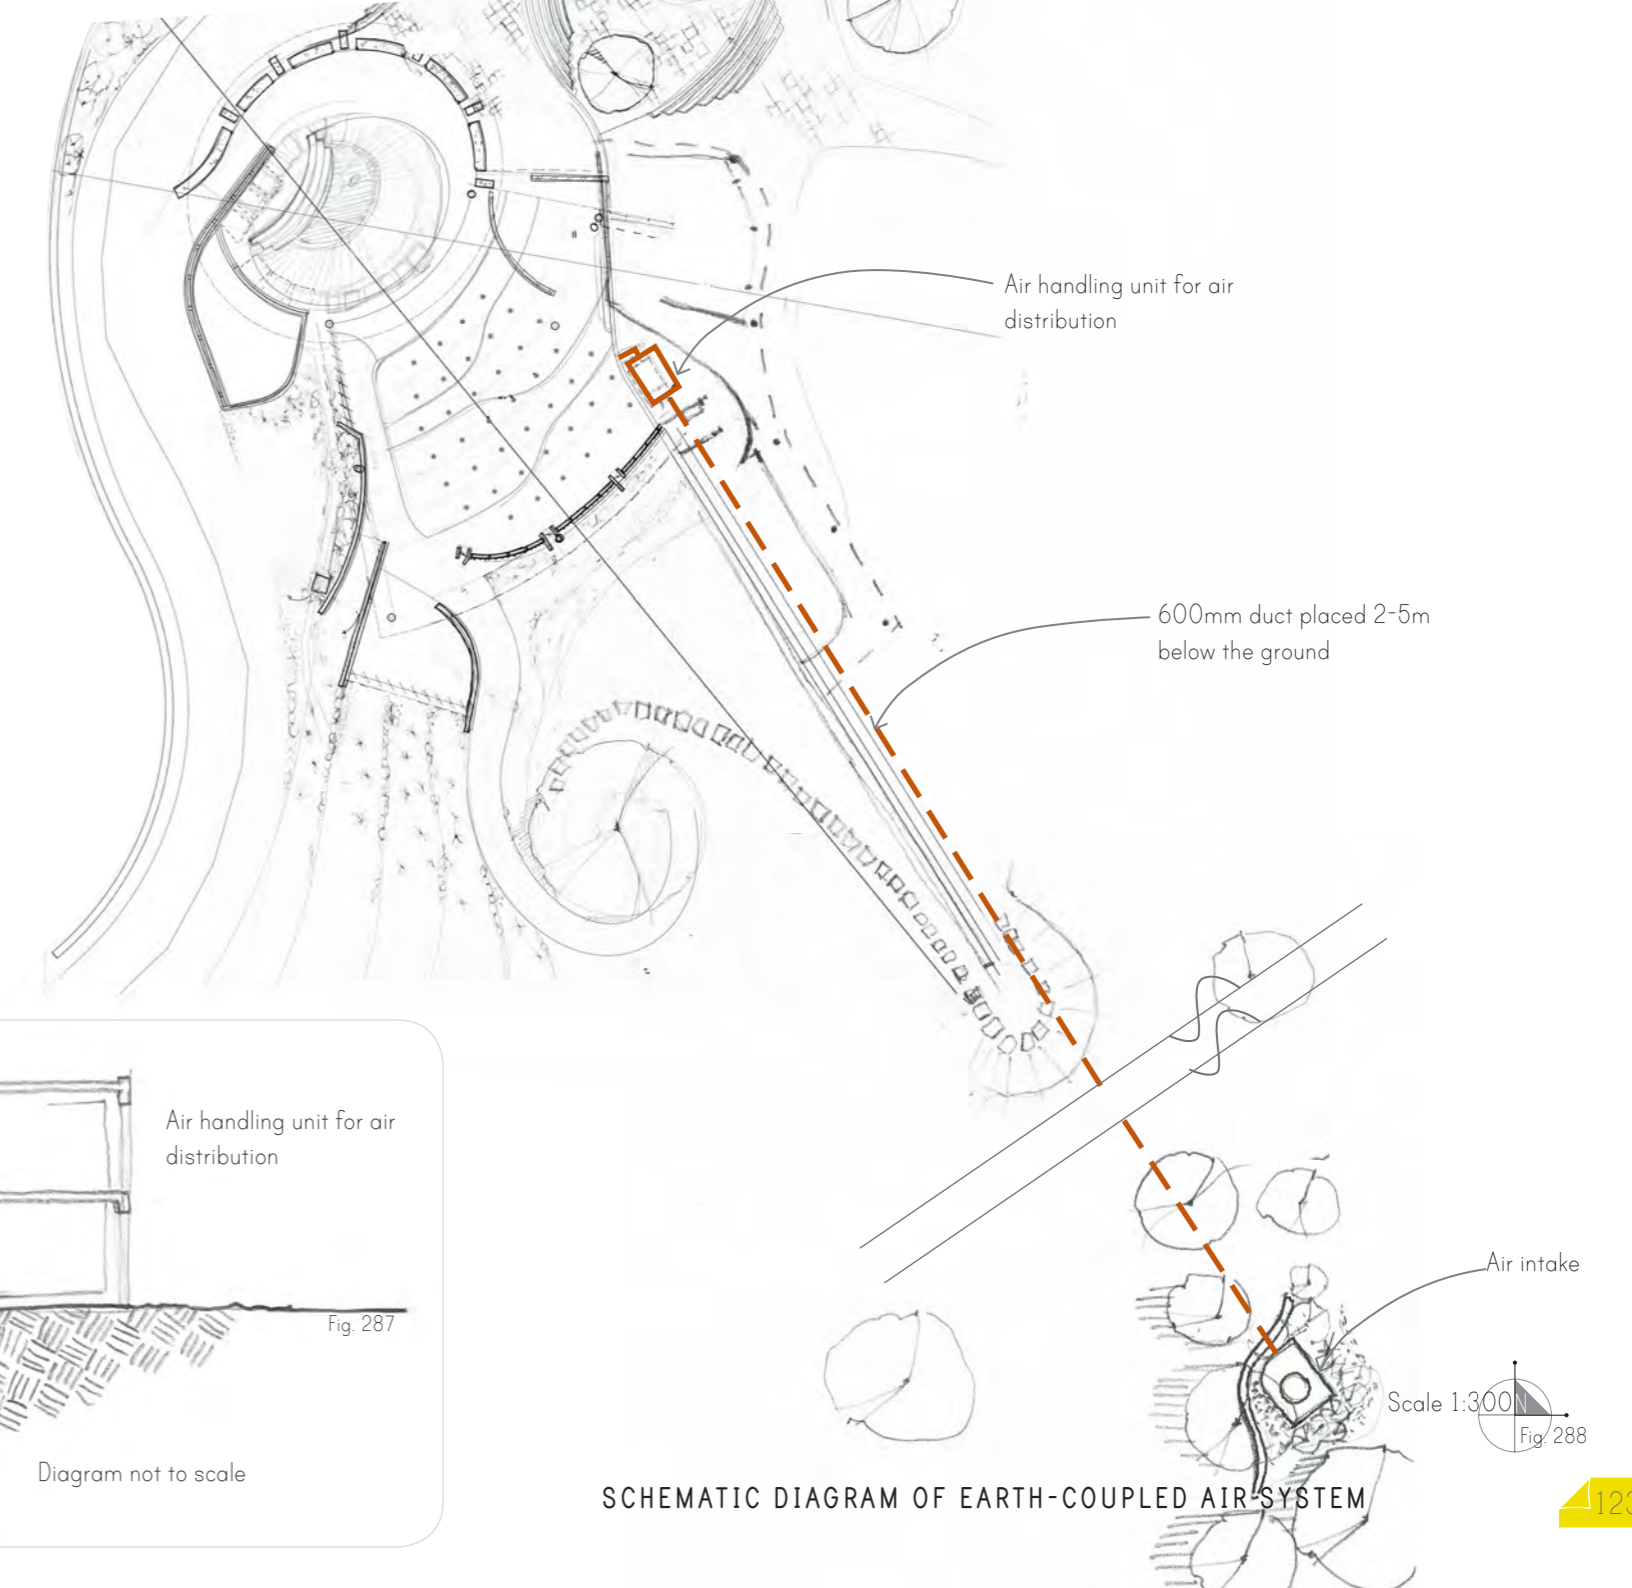 Air handling unit for air
distribution
600mm duct placed 2-5m
below the ground
Air handling unit for air
distribution
Fig. 287
Diagram not to scale
Air intake
Scale 1:300
N
Fig. 288
SCHEMATIC DIAGRAM OF EARTH-COUPLED AIR SYSTEM
123